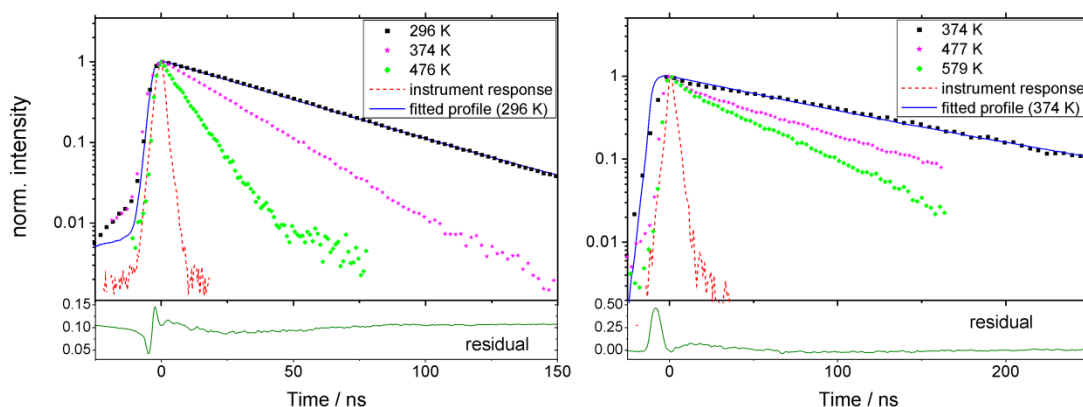 norm. intensity
1
0.1
0.01
296 K
374 K
476 K
instrument response
fitted profile (296 K)
0.15
0.10
0.05
residual
0
50
100
150
Time / ns
1
0.1
0.01
374 K
477 K
579 K
instrument response
fitted profile (374 K)
0.50
0.25
0.00
residual
0
100
200
Time / ns